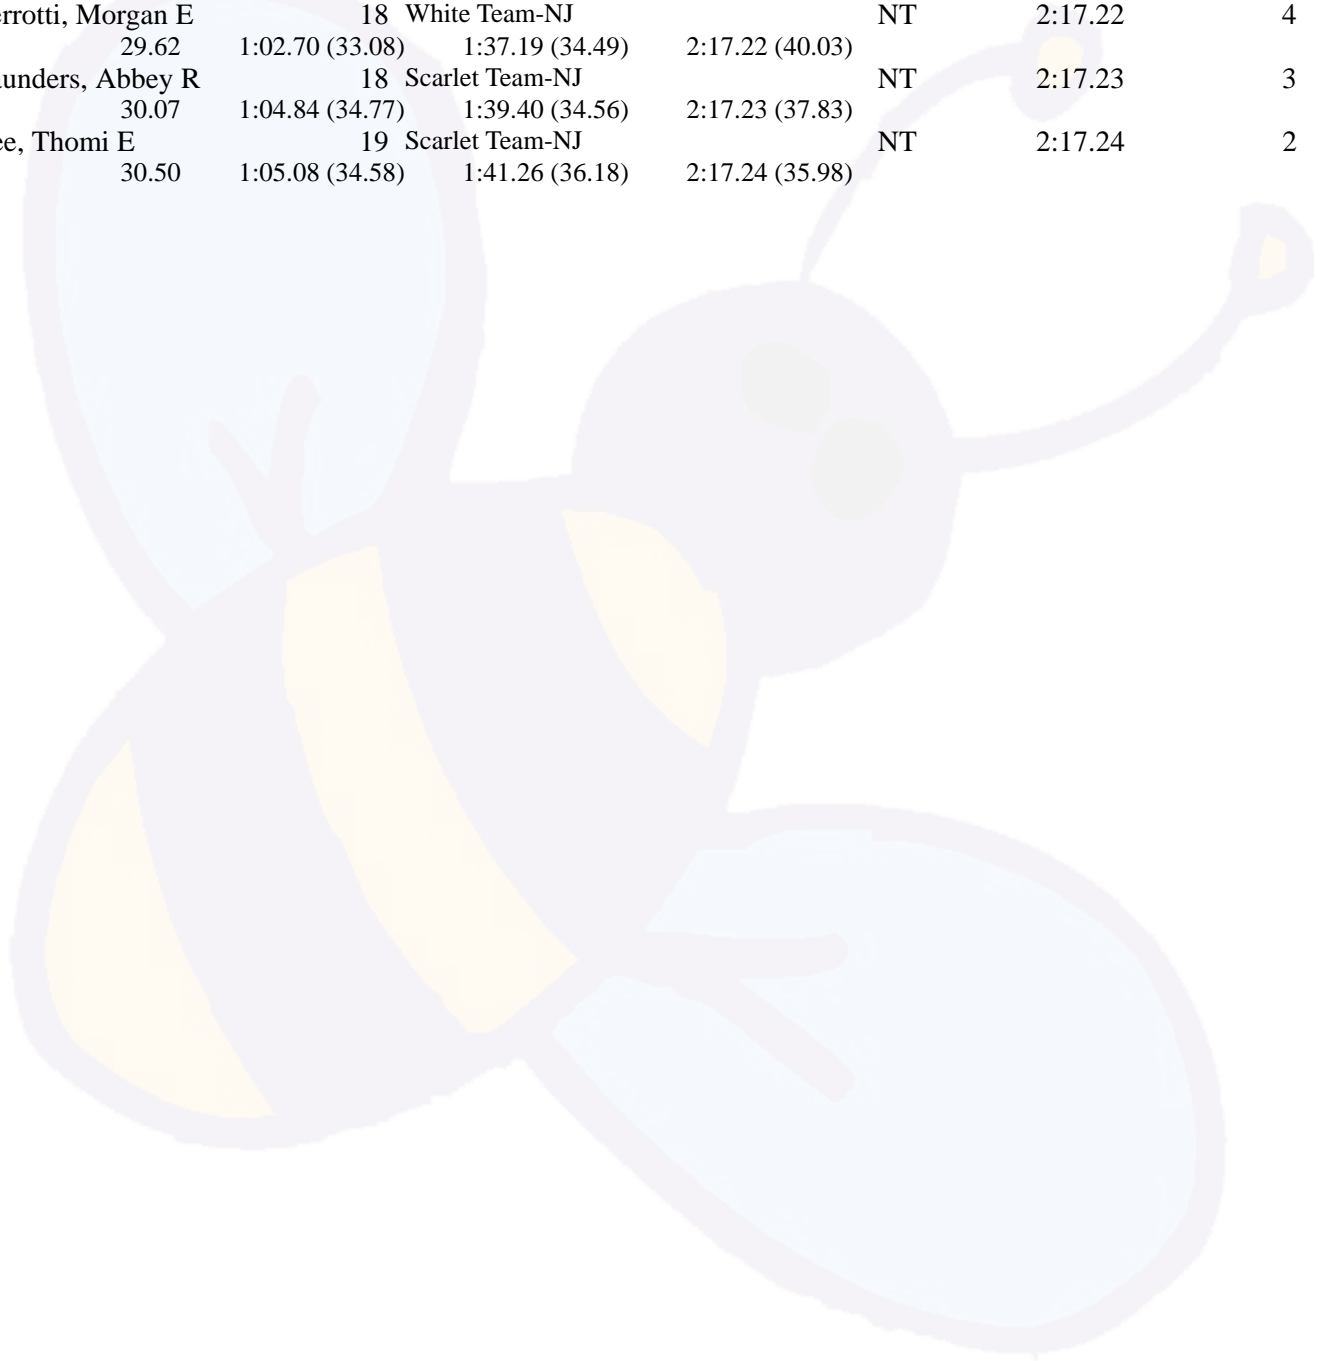 errotti, Morgan E 18 White Team-NJ NT 2:17.22 4
29.62 1:02.70 (33.08) 1:37.19 (34.49) 2:17.22 (40.03)
unders, Abbey R 18 Scarlet Team-NJ NT 2:17.23 3
30.07 1:04.84 (34.77) 1:39.40 (34.56) 2:17.23 (37.83)
ee, Thomi E 19 Scarlet Team-NJ NT 2:17.24 2
30.50 1:05.08 (34.58) 1:41.26 (36.18) 2:17.24 (35.98)